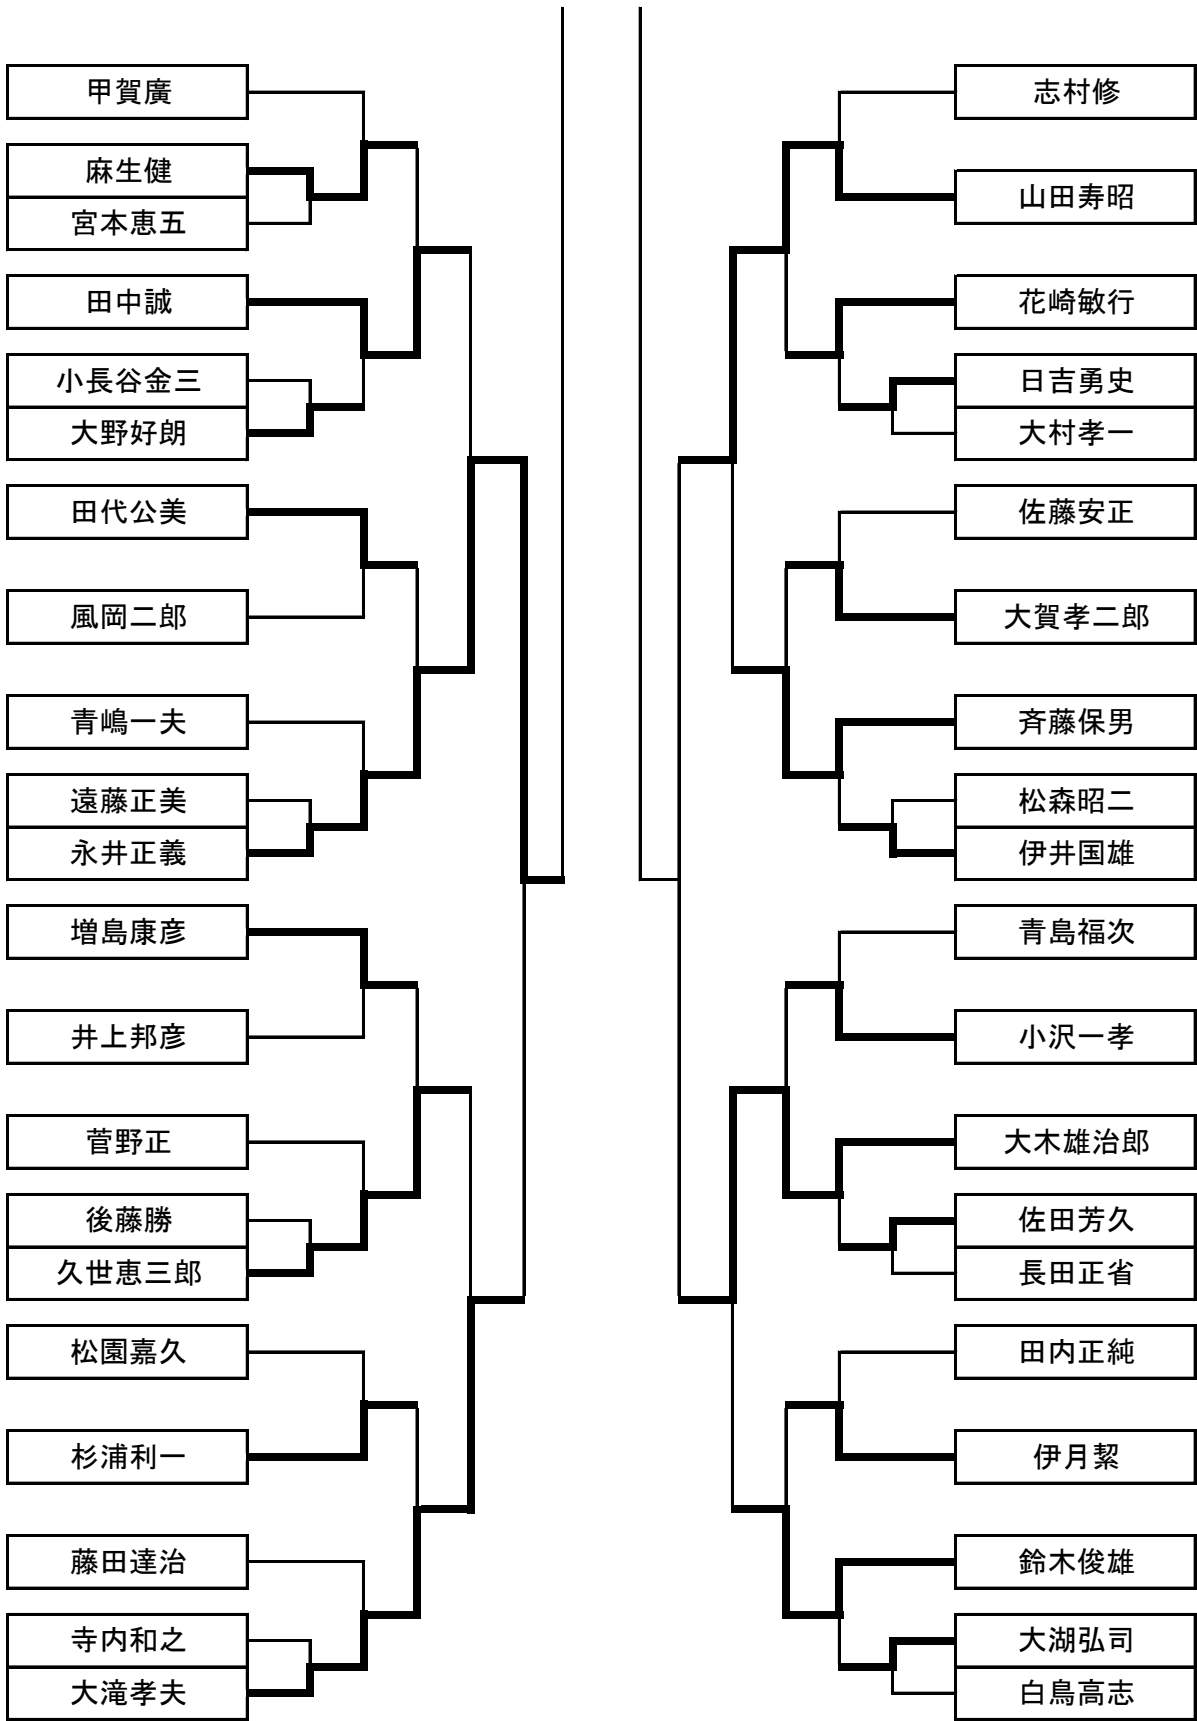 甲賀廣
麻生健
宮本恵五
田中誠
小長谷金三
大野好朗
田代公美
風岡二郎
青嶋一夫
遠藤正美
永井正義
増島康彦
井上邦彦
菅野正
後藤勝
久世恵三郎
松園嘉久
杉浦利一
藤田達治
寺内和之
大滝孝夫
志村修
山田寿昭
花崎敏行
日吉勇史
大村孝一
佐藤安正
大賀孝二郎
斉藤保男
松森昭二
伊井国雄
青島福次
小沢一孝
大木雄治郎
佐田芳久
長田正省
田内正純
伊月絜
鈴木俊雄
大湖弘司
白鳥高志